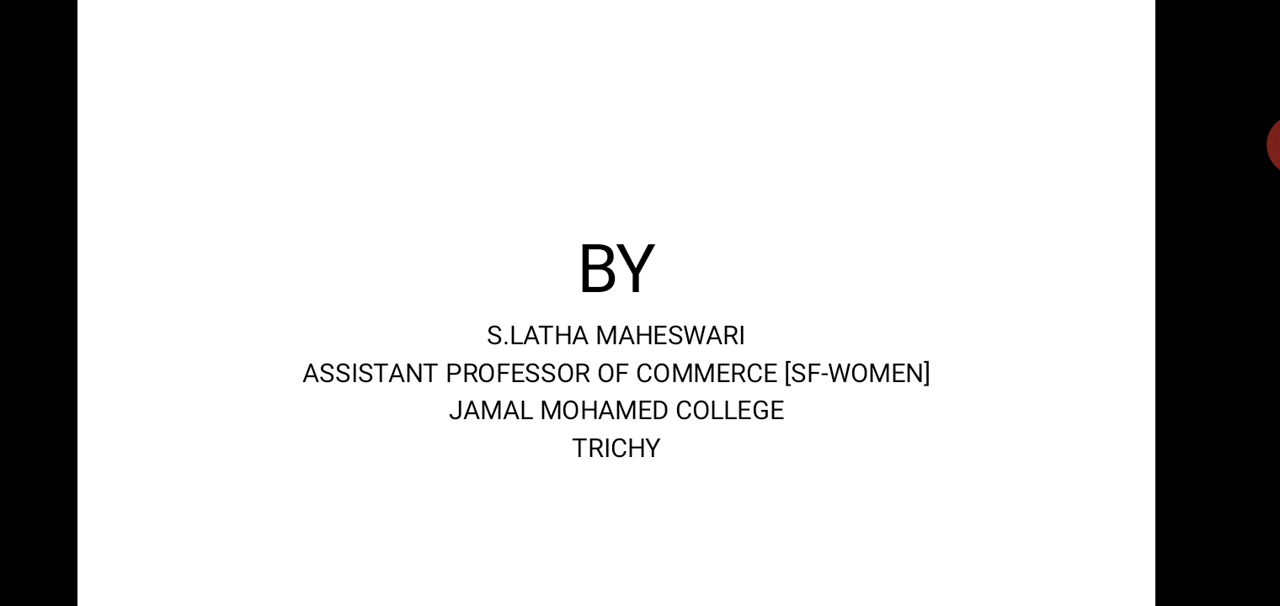 BY
S.LATHA MAHESWARI
ASSISTANT PROFESSOR OF COMMERCE [SF-WOMEN]
JAMAL MOHAMED COLLEGE
TRICHY